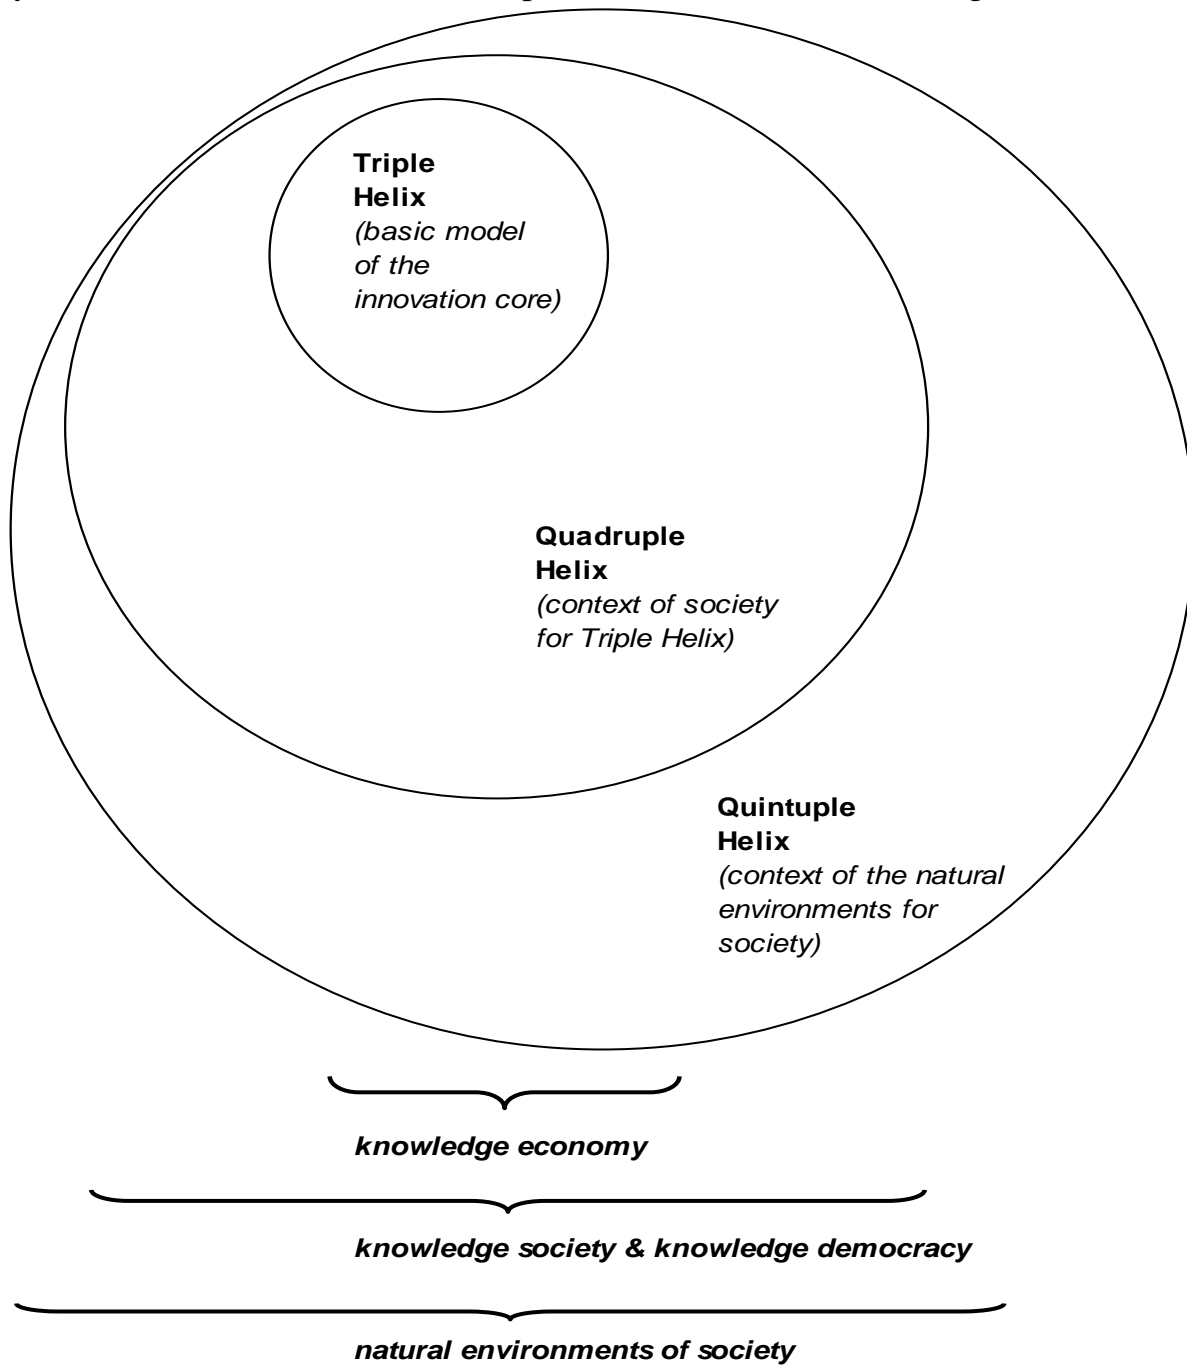 Triple
Helix
(basic model
of the
innovation core)
Quadruple
Helix
(context of society
for Triple Helix)
Quintuple
Helix
(context of the natural
environments for
society)
knowledge economy
knowledge society & knowledge democracy
natural environments of society